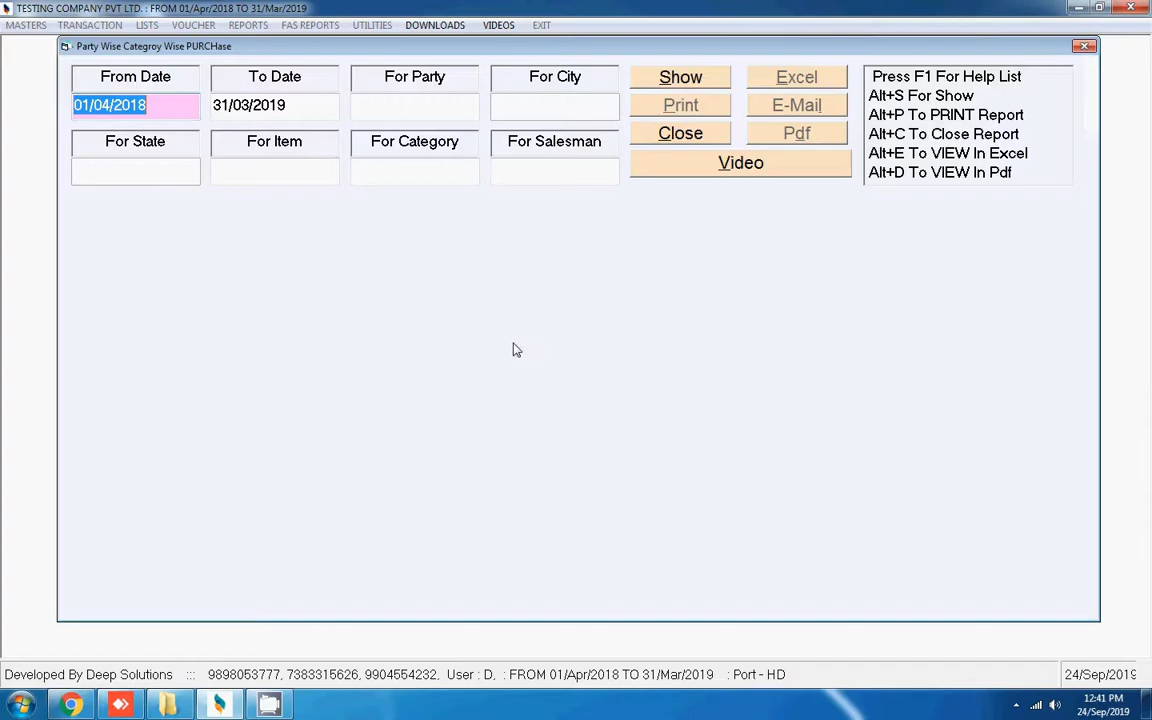 TESTING COMPANY PVT LTD. : FROM 01/Apr/2018 TO 31/Mar/2019
MASTERS TRANSACTION LISTS VOUCHER REPORTS FAS REPORTS UTILITIES DOWNLOADS VIDEOS EXIT
Party Wise Categroy Wise PURCHase
From Date To Date For Party For City
01/04/2018 31/03/2019
For State For Item For Category For Salesman
Show Excel
Print E-Mail
Close Pdf
Video
Press F1 For Help List
Alt+S For Show
Alt+P To PRINT Report
Alt+C To Close Report
Alt+E To VIEW In Excel
Alt+D To VIEW In Pdf
Developed By Deep Solutions ::: 9898053777, 7383315626, 9904554232, User : D, : FROM 01/Apr/2018 TO 31/Mar/2019 : Port - HD 24/Sep/2019
12:41 PM
24/Sep/2019